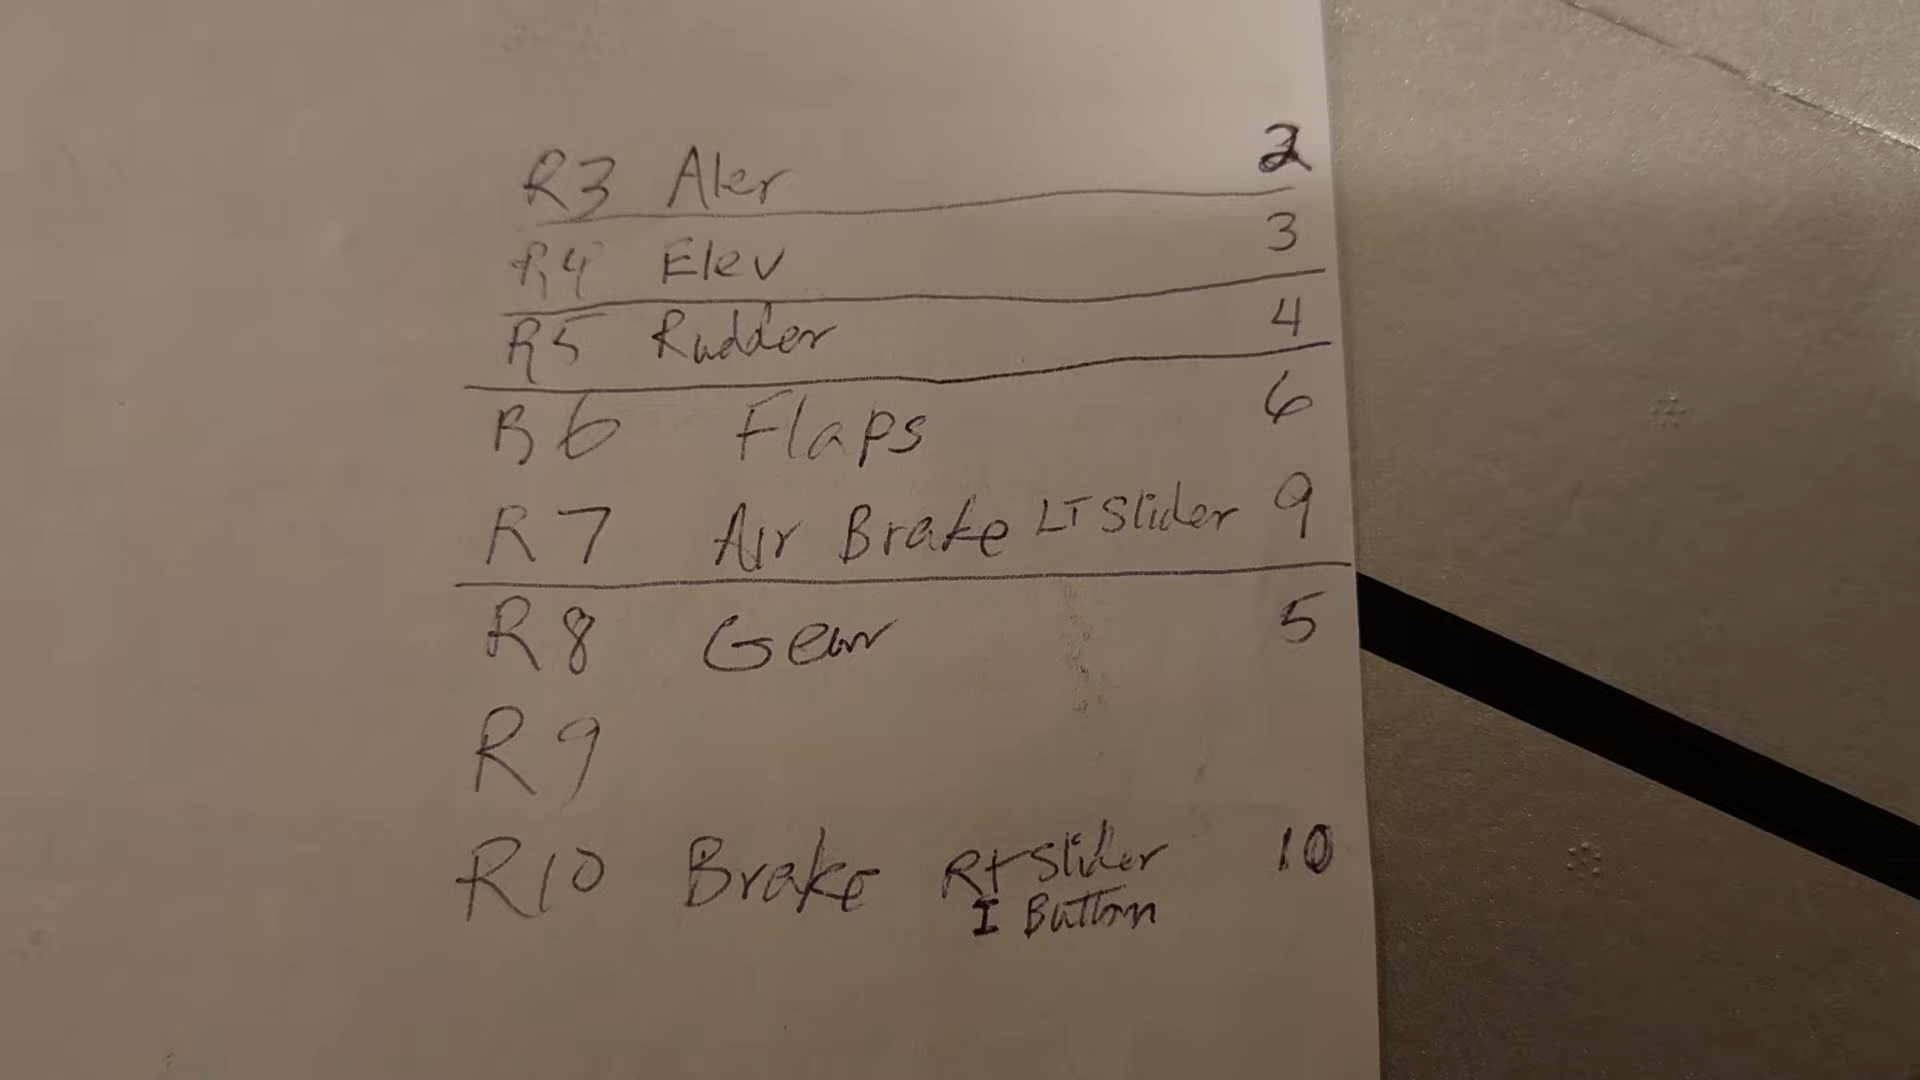 R3 Aler 2
R4 Elev 3
R5 Rudder 4
R6 Flaps 6
R7 Air Brake LT Slider 9
R8 Gear 5
R9
R10 Brake Rt Slider 10
I Button